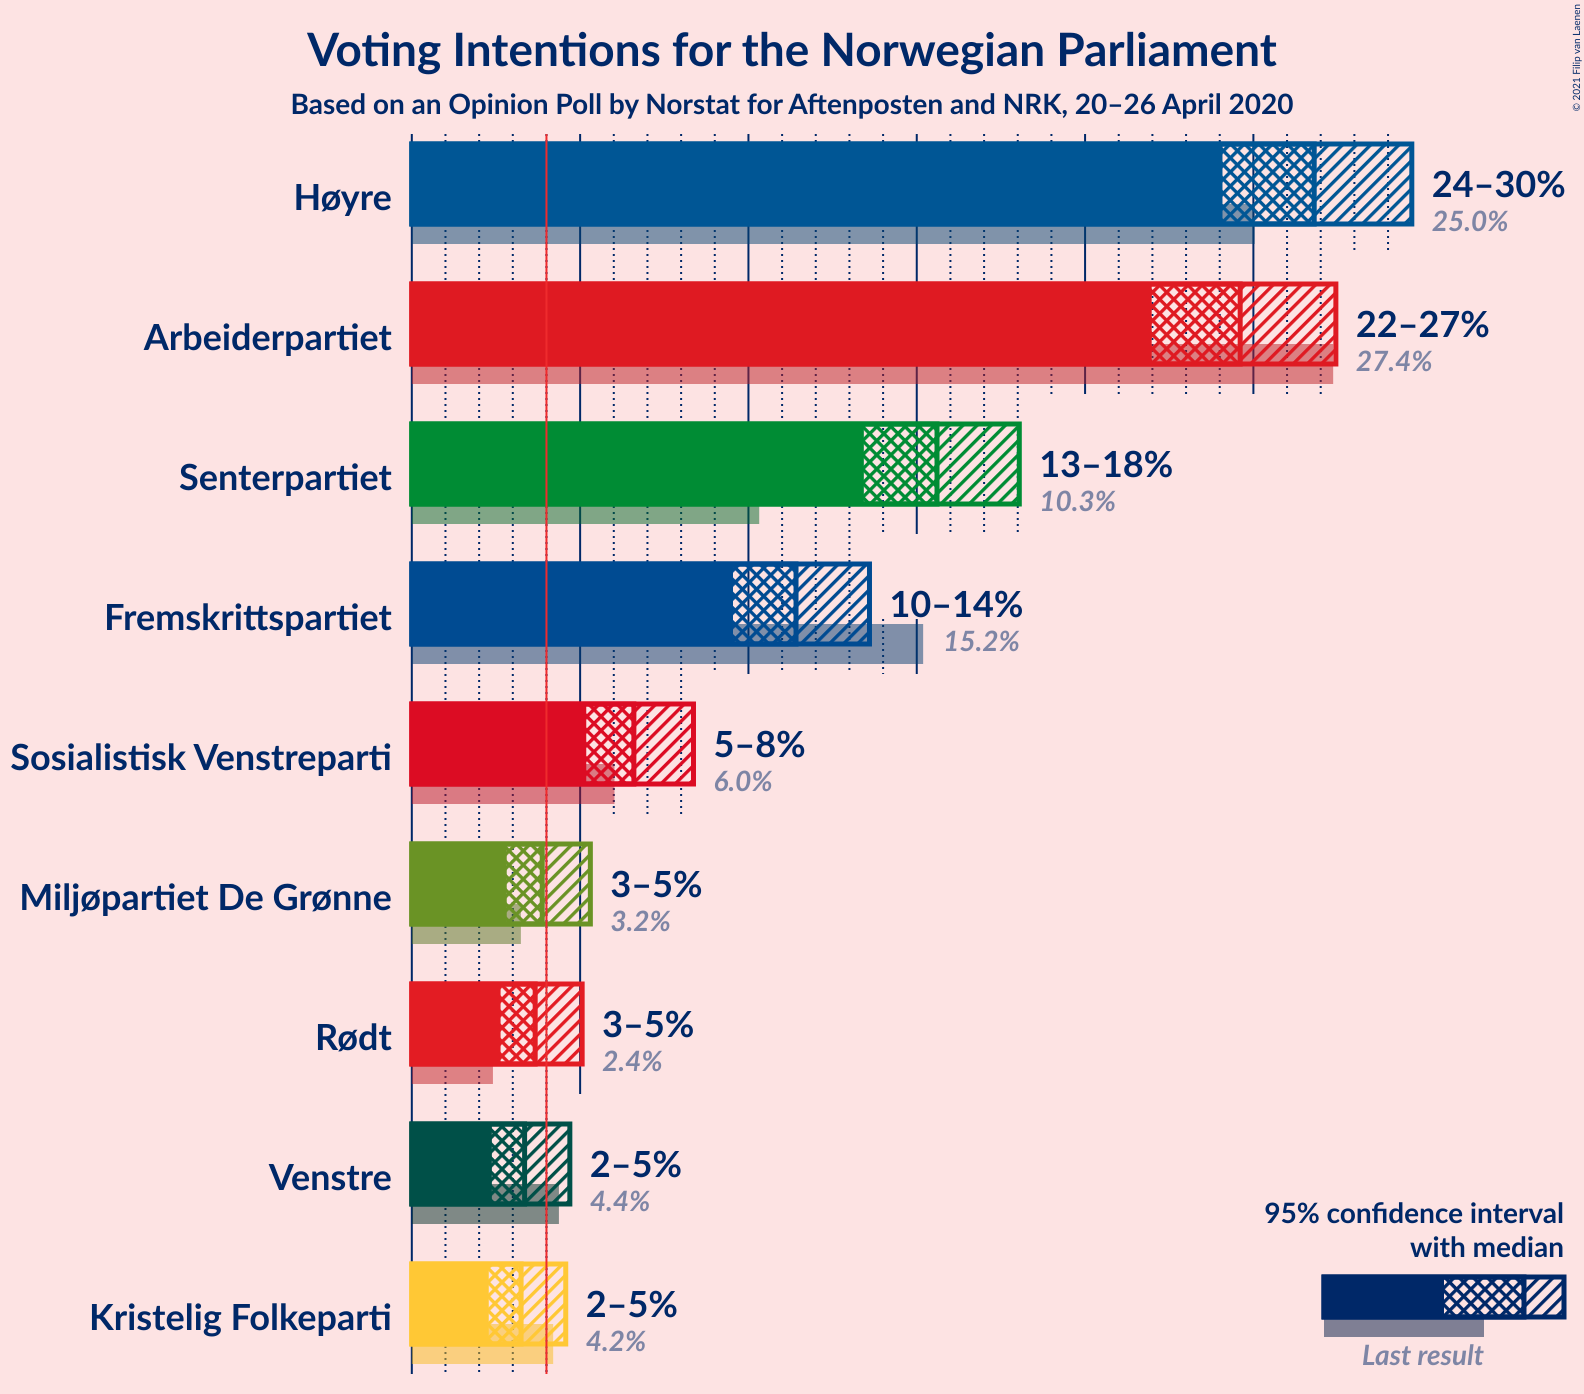 © 2021 Filip van Laenen
Voting Intentions for the Norwegian Parliament
Based on an Opinion Poll by Norstat for Aftenposten and NRK, 20–26 April 2020
Høyre
24–30%
25.0%
Arbeiderpartiet
22–27%
27.4%
Senterpartiet
13–18%
10.3%
Fremskrittspartiet
10–14%
15.2%
Sosialistisk Venstreparti
5–8%
6.0%
Miljøpartiet De Grønne
3–5%
3.2%
Rødt
3–5%
2.4%
Venstre
2–5%
4.4%
Kristelig Folkeparti
2–5%
4.2%
95% confidence interval
with median
Last result